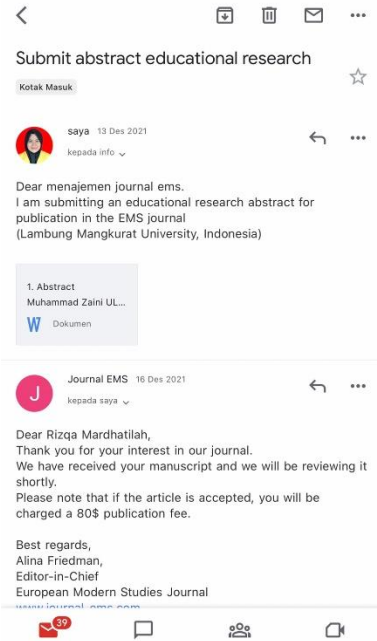 Submit abstract educational research
Kotak Masuk
saya 13 Des 2021
kepada info
Dear menajemen journal ems.
I am submitting an educational research abstract for
publication in the EMS journal
(Lambung Mangkurat University, Indonesia)
1. Abstract
Muhammad Zaini UL...
W Dokumen
J
Journal EMS 16 Des 2021
kepada saya
Dear Rizqa Mardhatilah,
Thank you for your interest in our journal.
We have received your manuscript and we will be reviewing it
shortly.
Please note that if the article is accepted, you will be
charged a 80$ publication fee.
Best regards,
Alina Friedman,
Editor-in-Chief
European Modern Studies Journal
www.journal-ems.com
39